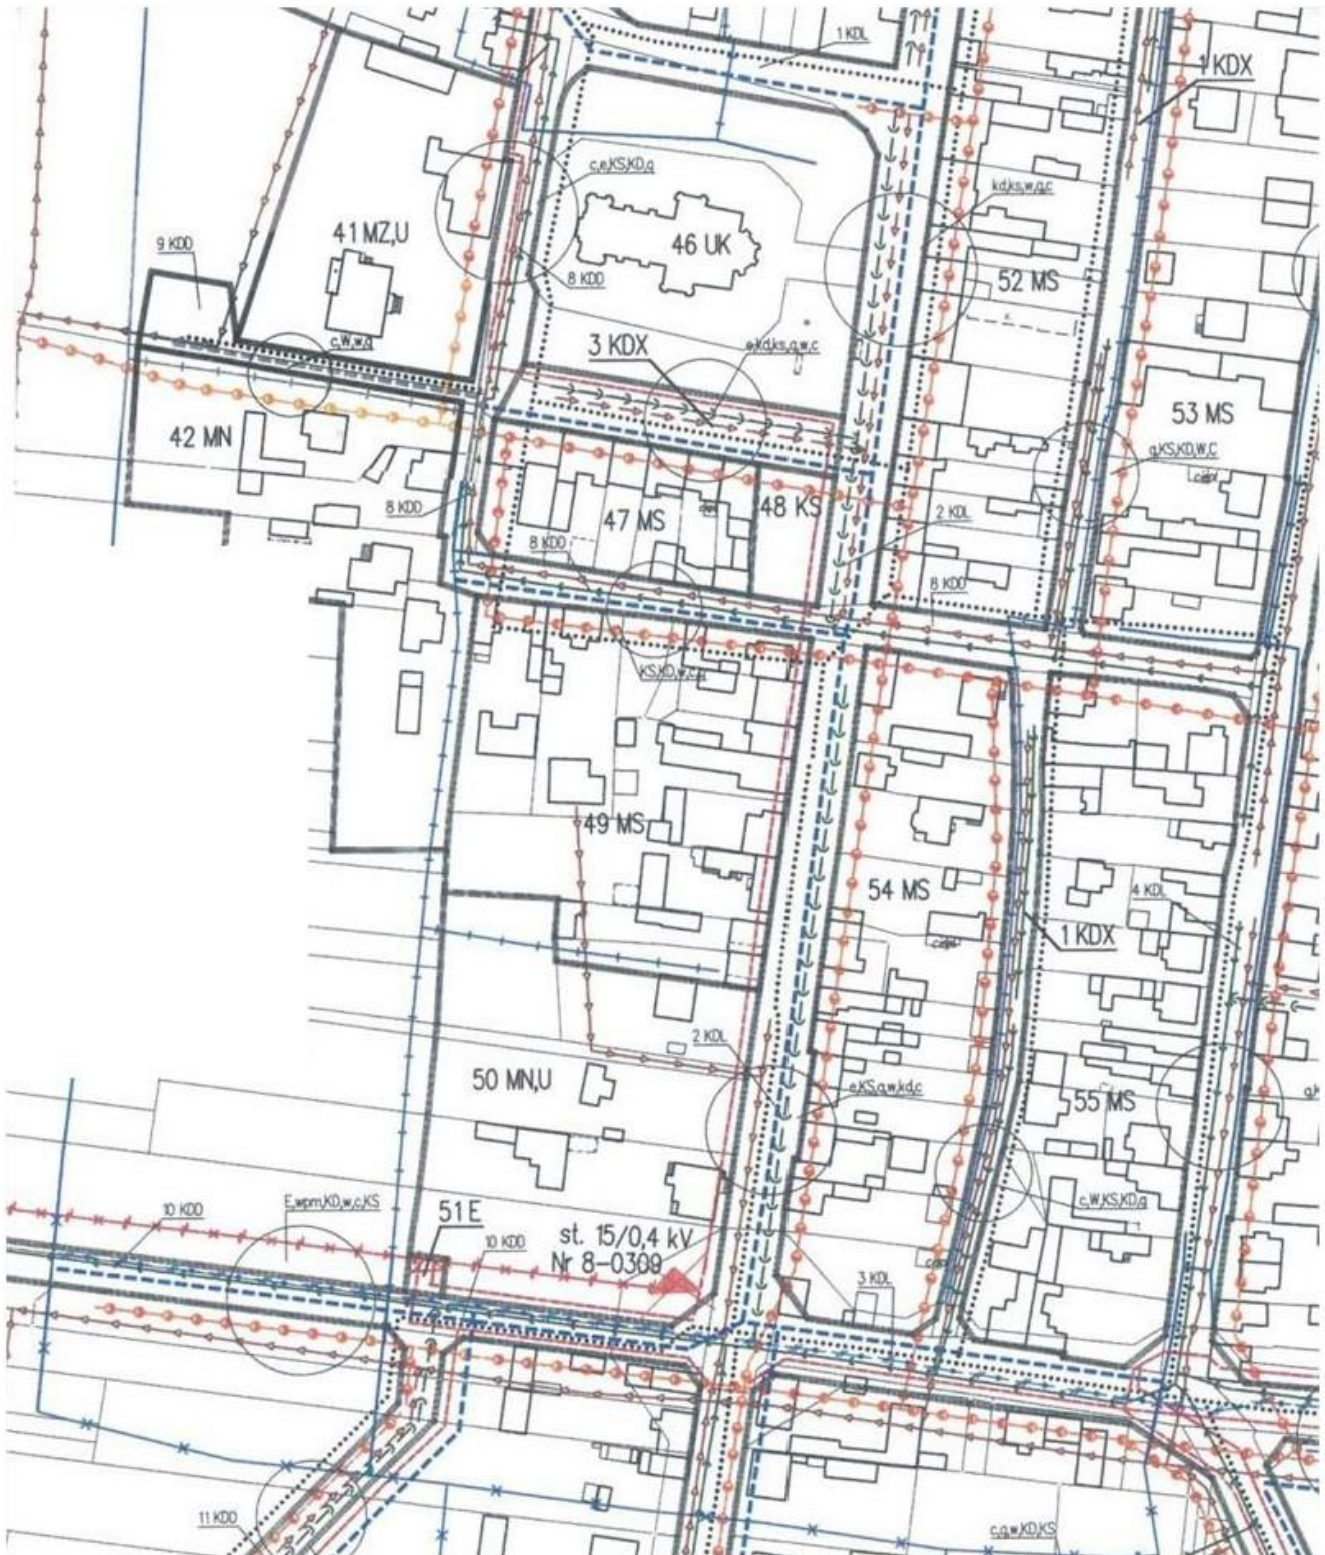 1 KDL
1 KDX
c,e,KS,KD,g
kd,ks,w,g,c
41 MZ,U
46 UK
9 KDD
8 KDD
52 MS
c,W,w,g
3 KDX
e,kd,ks,g,w,c
53 MS
42 MN
g,KS,KD,W,C
8 KDD
47 MS
48 KS
2 KDL
8 KDD
8 KDD
49 MS
54 MS
4 KDL
1 KDX
2 KDL
50 MN,U
e,KS,g,w,kd,c
55 MS
E,wpm,KD,w,c,KS
10 KDD
51 E
c,W,KS,KD,g
st. 15/0,4 kV
10 KDD
Nr 8-0309
3 KDL
11 KDD
c,g,w,KD,KS